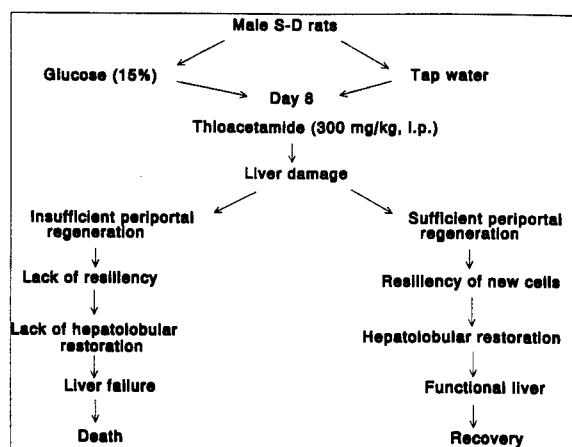 Male S-D rats
Glucose (15%)
Tap water
Day 8
Thioacetamide (300 mg/kg, i.p.)
Liver damage
Insufficient periportal
regeneration
Sufficient periportal
regeneration
Lack of resiliency
Resiliency of new cells
Lack of hepatolobular
restoration
Hepatolobular restoration
Liver failure
Functional liver
Death
Recovery